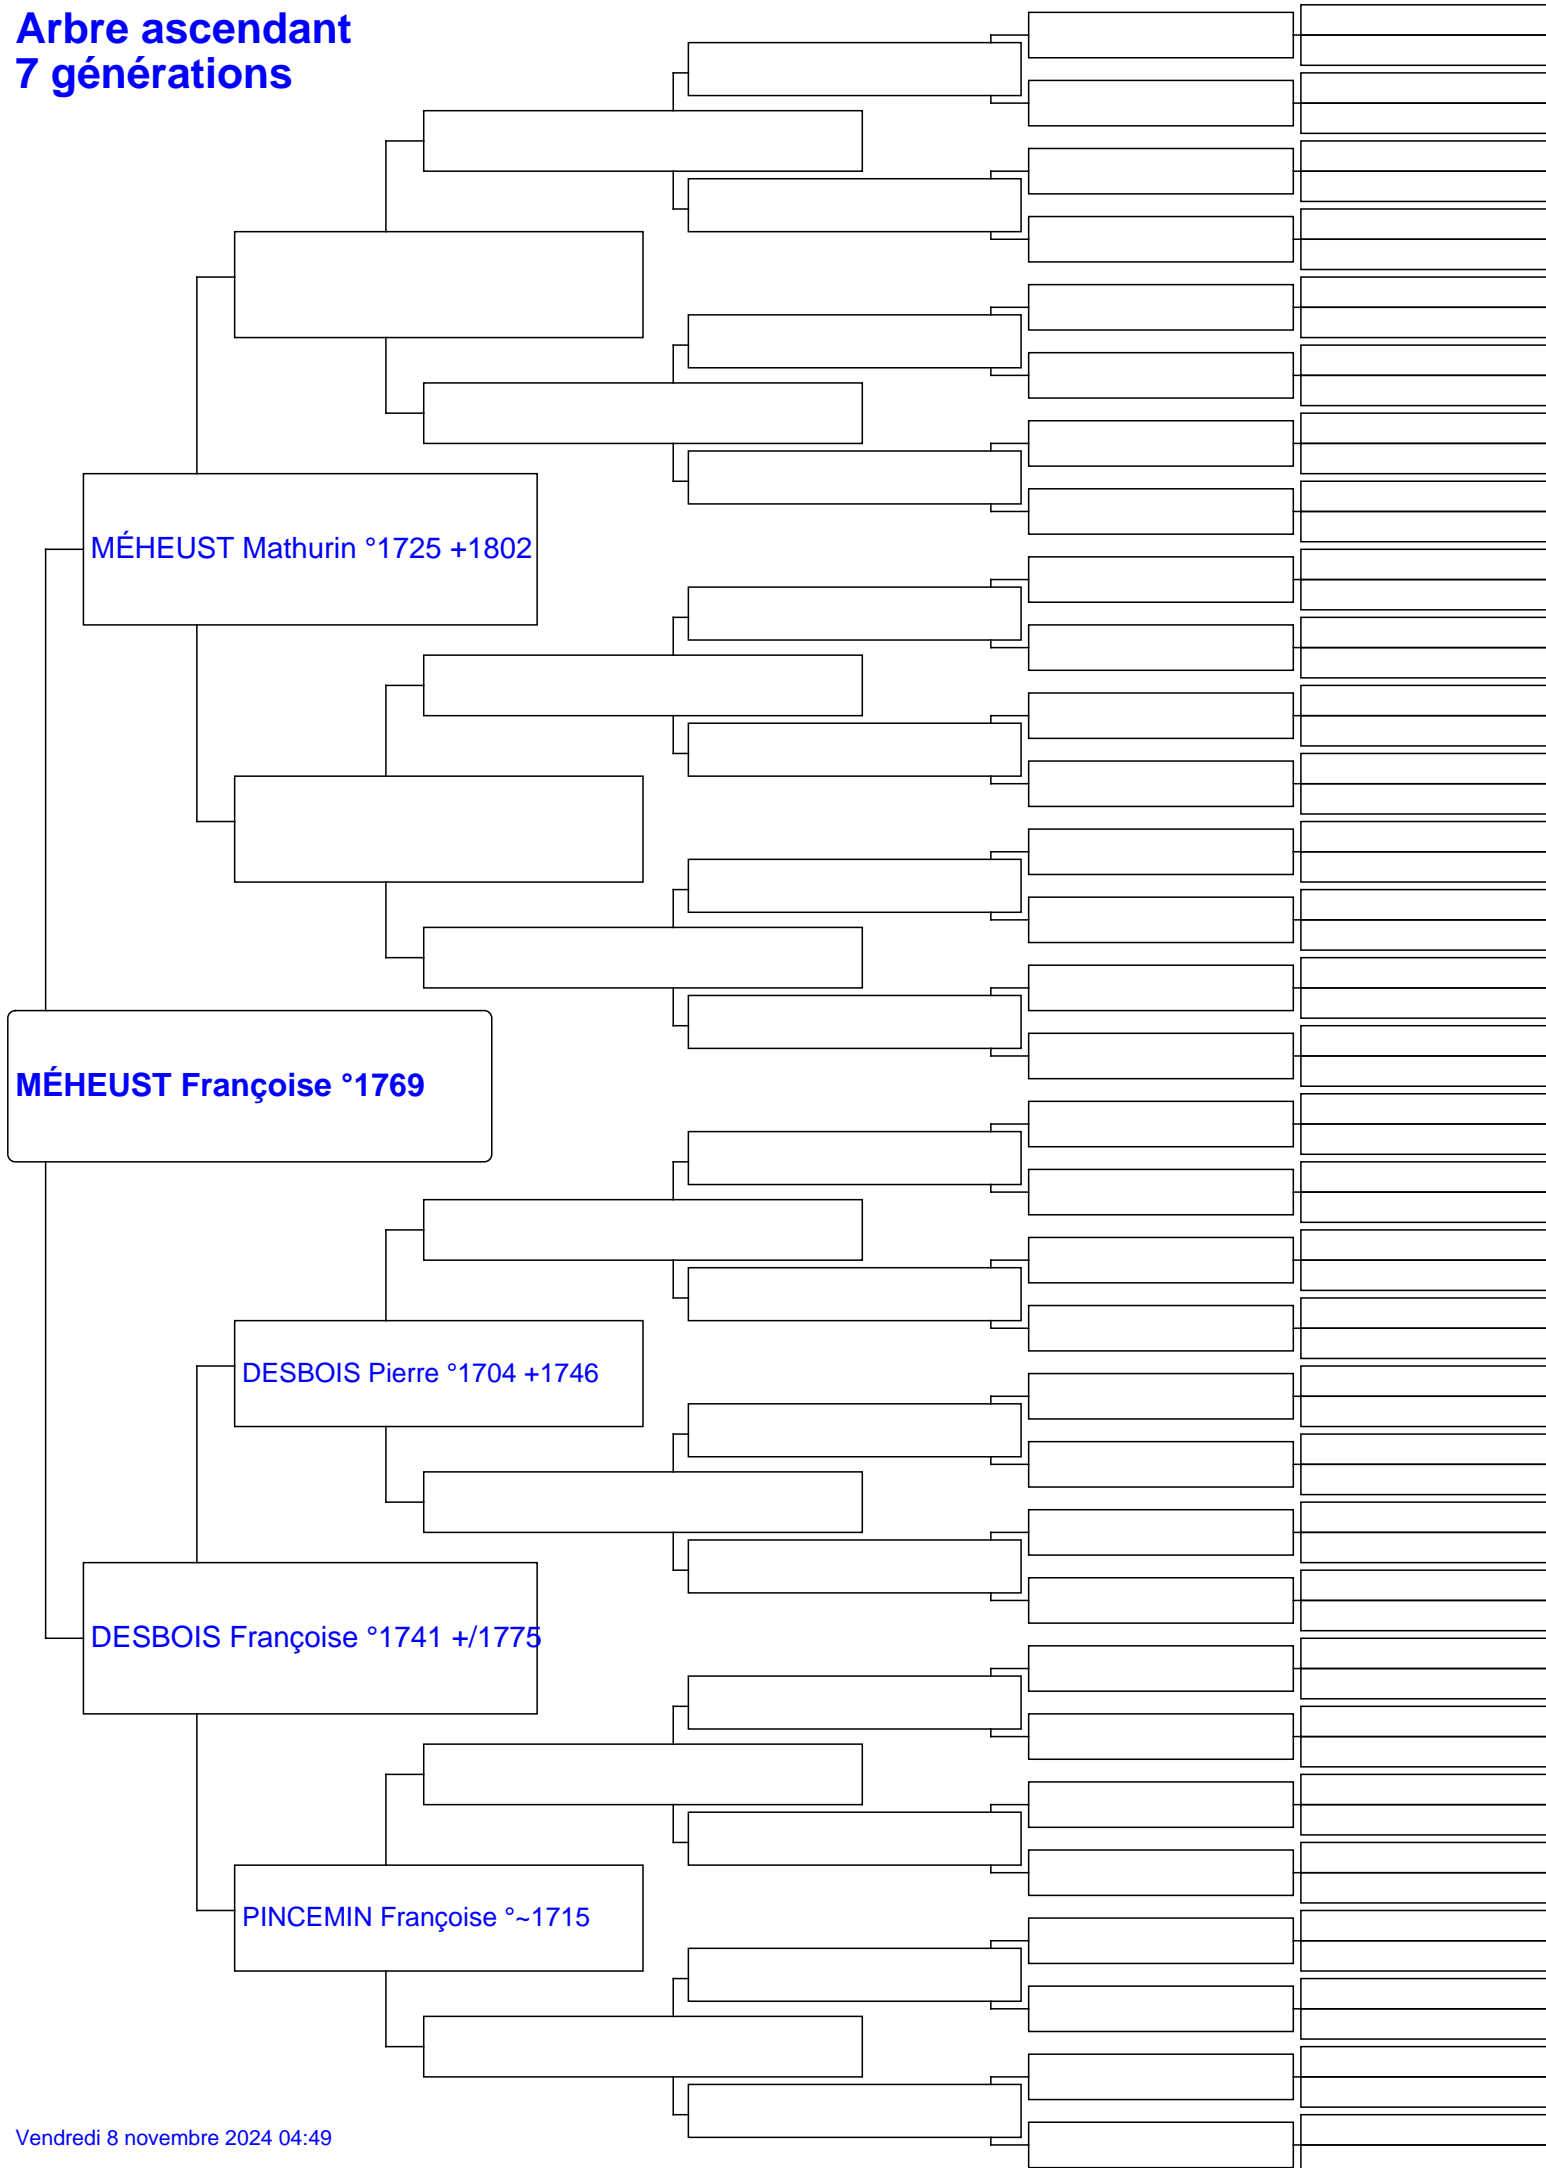 Arbre ascendant
7 générations
MÉHEUST Mathurin °1725 +1802
MÉHEUST Françoise °1769
DESBOIS Pierre °1704 +1746
DESBOIS Françoise °1741 +/1775
PINCEMIN Françoise °~1715
Vendredi 8 novembre 2024 04:49